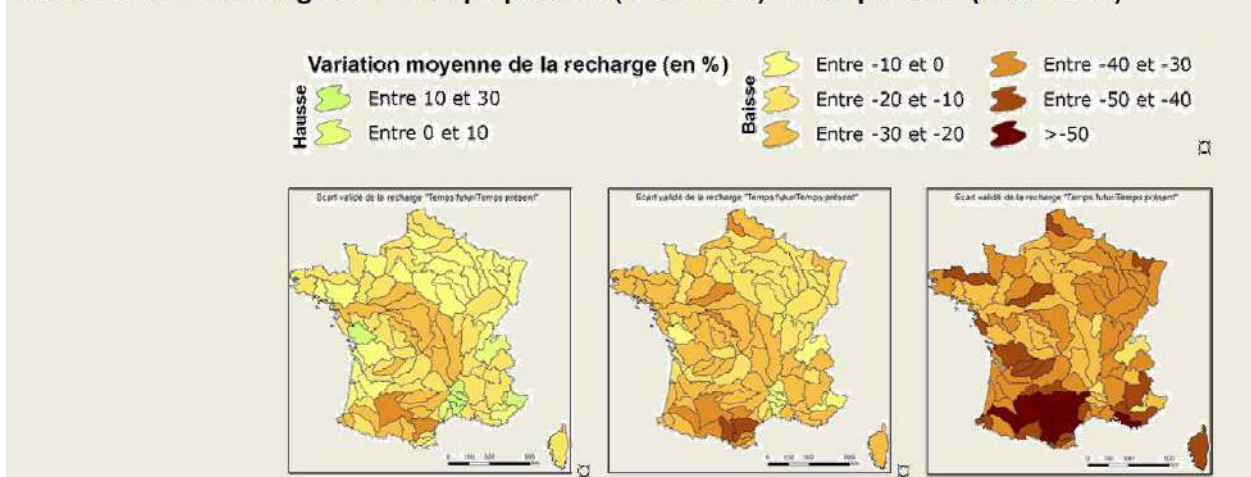 Variation moyenne de la recharge (en %)
Hausse
Entre 10 et 30
Entre 0 et 10
Baisse
Entre -10 et 0
Entre -20 et -10
Entre -30 et -20
Entre -40 et -30
Entre -50 et -40
>-50
¤
Ecart validé de la recharge "Temps futur/Temps présent"
Ecart validé de la recharge "Temps futur/Temps présent"
Ecart validé de la recharge "Temps futur/Temps présent"
¤
¤